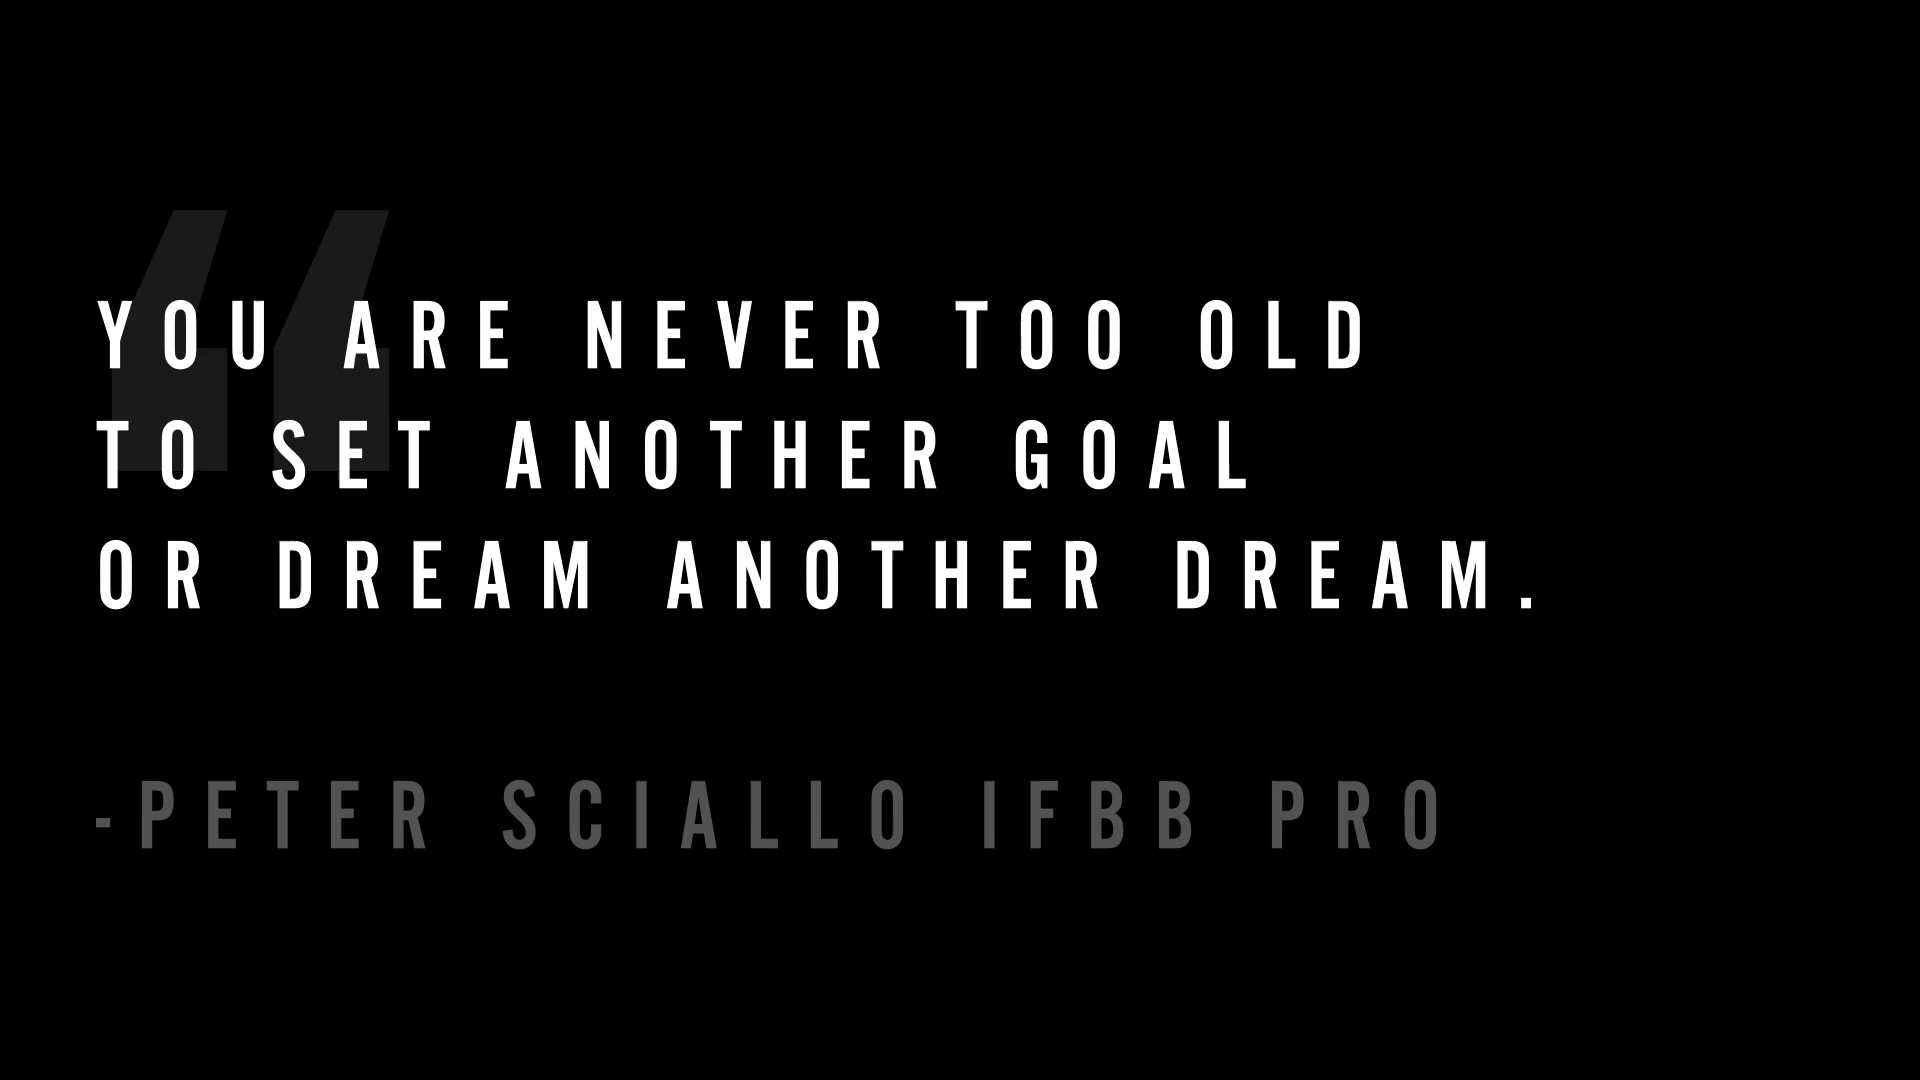 “
YOU ARE NEVER TOO OLD
TO SET ANOTHER GOAL
OR DREAM ANOTHER DREAM.
-PETER SCIALLO IFBB PRO